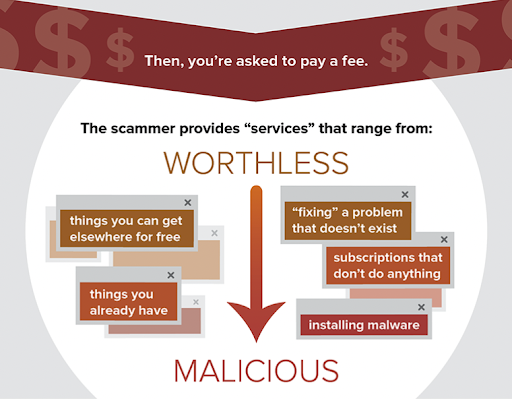 Then, you’re asked to pay a fee.
The scammer provides “services” that range from:
WORTHLESS
things you can get
elsewhere for free
“fixing” a problem
that doesn’t exist
subscriptions that
don’t do anything
things you
already have
installing malware
MALICIOUS